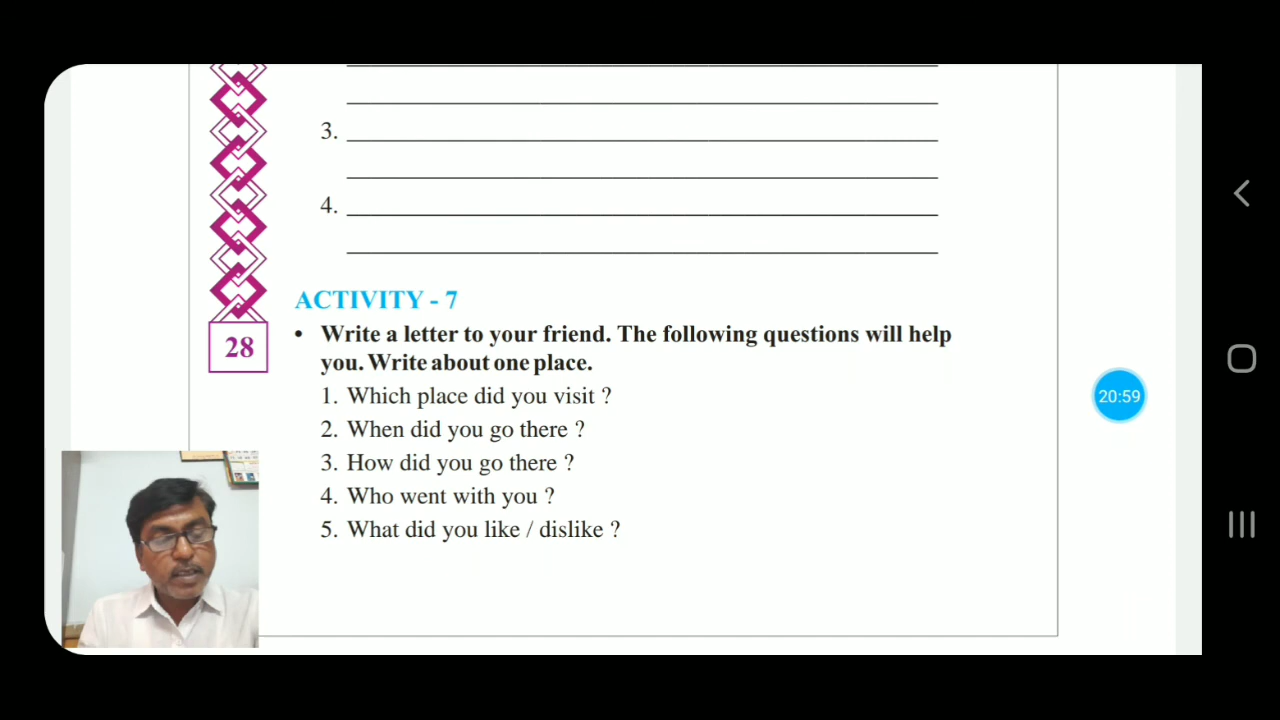 3.
4.
ACTIVITY - 7
• Write a letter to your friend. The following questions will help
you. Write about one place.
28
1. Which place did you visit ?
2. When did you go there ?
3. How did you go there ?
4. Who went with you ?
5. What did you like / dislike ?
20:59